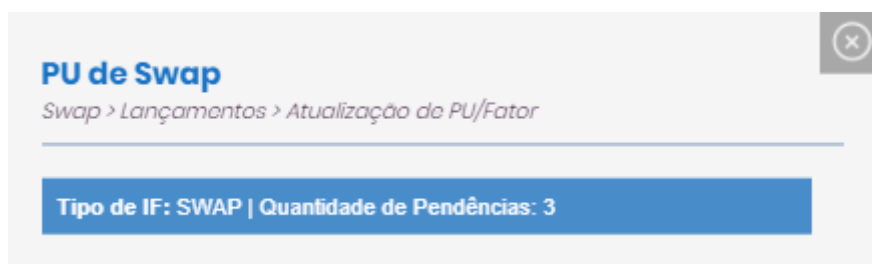 PU de Swap
Swap > Lançamentos > Atualização de PU/Fator
Tipo de IF: SWAP | Quantidade de Pendências: 3